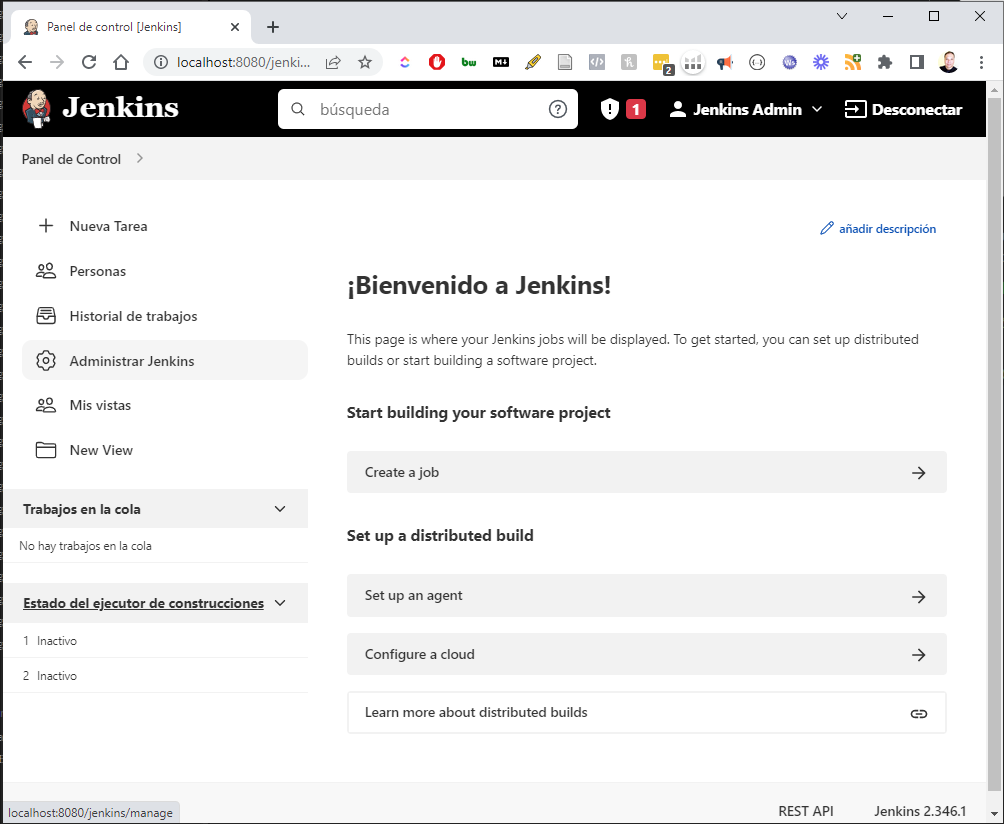 Panel de control [Jenkins]
localhost:8080/jenki...
2
Jenkins
búsqueda
1
Jenkins Admin
Desconectar
Panel de Control
Nueva Tarea
Personas
Historial de trabajos
Administrar Jenkins
Mis vistas
New View
Trabajos en la cola
No hay trabajos en la cola
Estado del ejecutor de construcciones
1 Inactivo
2 Inactivo
añadir descripción
¡Bienvenido a Jenkins!
This page is where your Jenkins jobs will be displayed. To get started, you can set up distributed
builds or start building a software project.
Start building your software project
Create a job
Set up a distributed build
Set up an agent
Configure a cloud
Learn more about distributed builds
localhost:8080/jenkins/manage
REST API
Jenkins 2.346.1